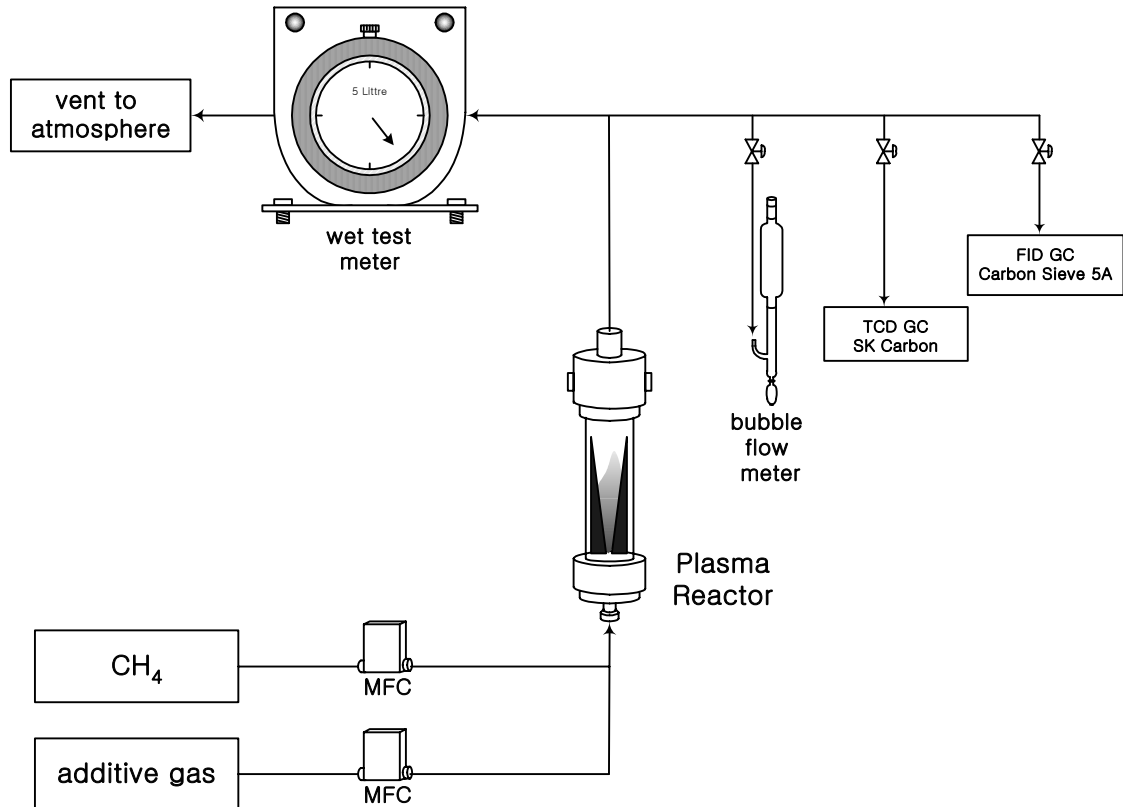 5 Littre
vent to
atmosphere
wet test
meter
FID GC
Carbon Sieve 5A
TCD GC
SK Carbon
bubble
flow
meter
Plasma
Reactor
CH₄
MFC
additive gas
MFC